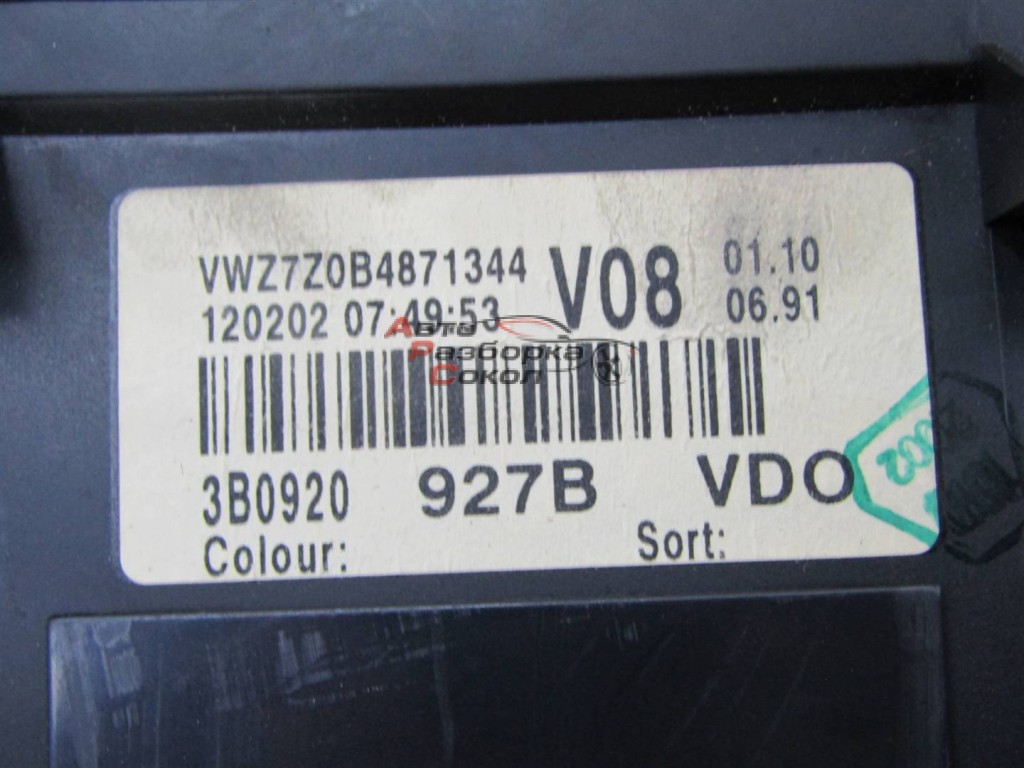 VWZ7Z0B4871344 V08 01.10
120202 07:49:53 06.91
Авто
Разборка
Сокол
3B0920 927B VDO
Colour: Sort: